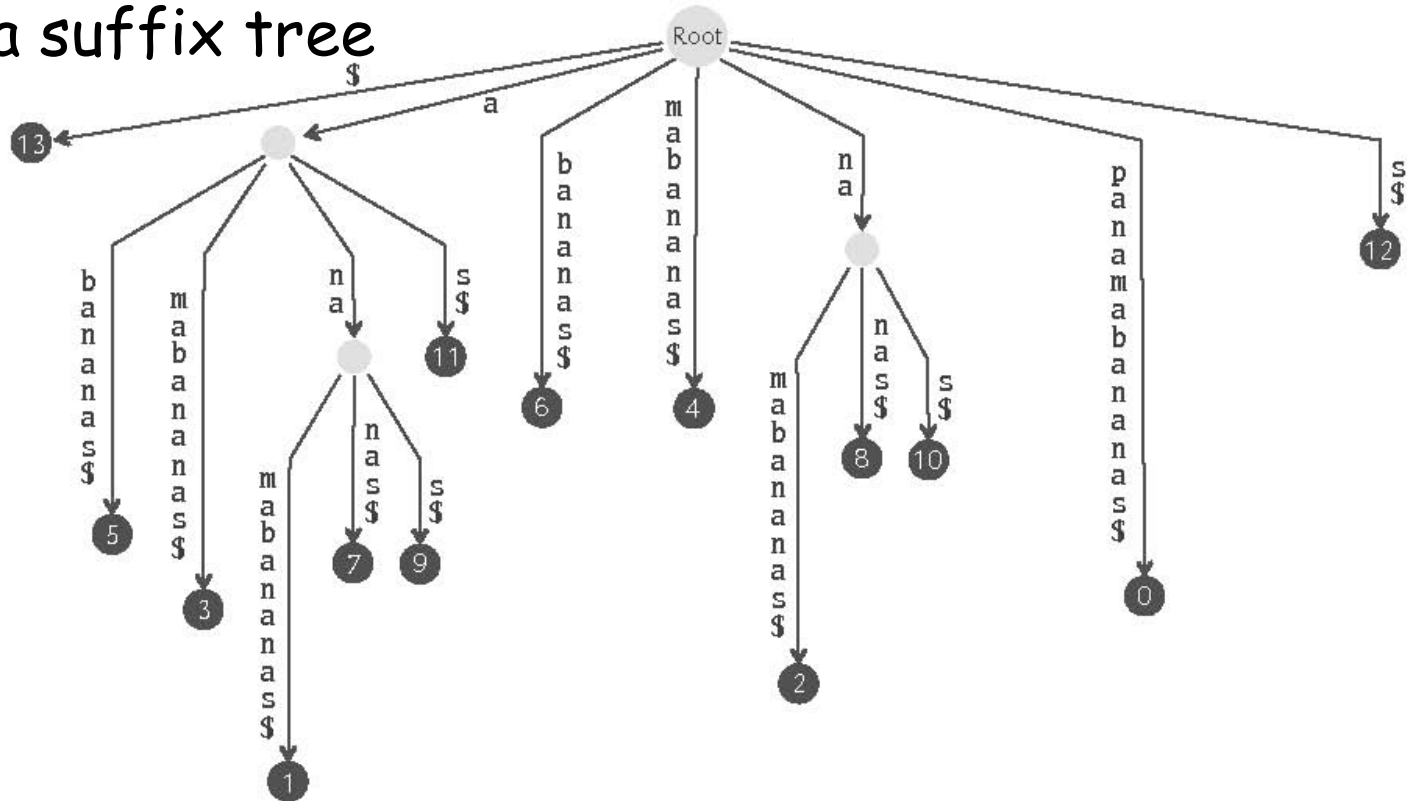 a suffix tree
Root
$
a
bananas$
mabananas$
na
panamabananas$
s$
13
12
bananas$
mabananas$
na
s$
11
6
4
mabananas$
nas$
s$
8
10
5
3
mabananas$
nas$
s$
7
9
0
2
1